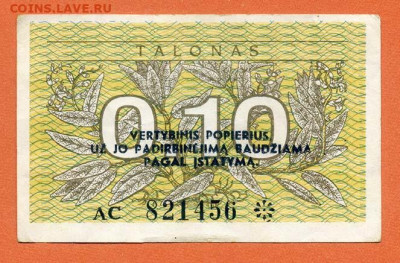 COINS.LAVE.RU
TALONAS
0,10
VERTYBINIS POPIERIUS,
UŽ JO PADIRBINĖJIMĄ BAUDŽIAMA
PAGAL ĮSTATYMĄ.
AC 821456